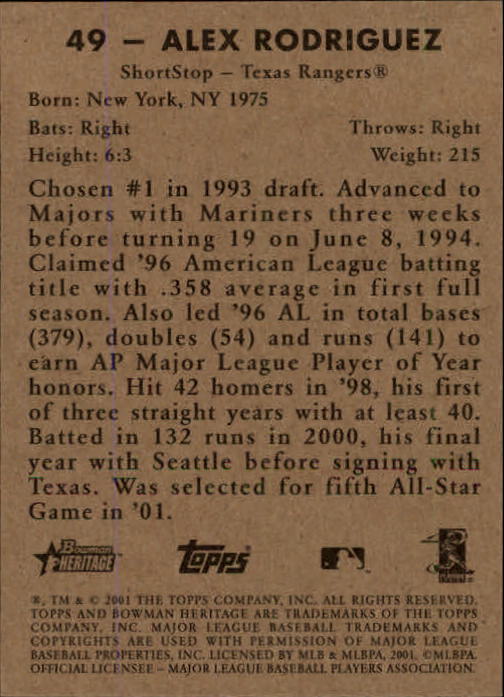 49 – ALEX RODRIGUEZ
ShortStop – Texas Rangers®
Born: New York, NY 1975
Bats: Right Throws: Right
Height: 6:3 Weight: 215
Chosen #1 in 1993 draft. Advanced to
Majors with Mariners three weeks
before turning 19 on June 8, 1994.
Claimed '96 American League batting
title with .358 average in first full
season. Also led '96 AL in total bases
(379), doubles (54) and runs (141) to
earn AP Major League Player of Year
honors. Hit 42 homers in '98, his first
of three straight years with at least 40.
Batted in 132 runs in 2000, his final
year with Seattle before signing with
Texas. Was selected for fifth All-Star
Game in '01.
Bowman
HERITAGE
TOPPS
®, TM & © 2001 THE TOPPS COMPANY, INC. ALL RIGHTS RESERVED.
TOPPS AND BOWMAN HERITAGE ARE TRADEMARKS OF THE TOPPS
COMPANY, INC. MAJOR LEAGUE BASEBALL TRADEMARKS AND
COPYRIGHTS ARE USED WITH PERMISSION OF MAJOR LEAGUE
BASEBALL PROPERTIES, INC. LICENSED BY MLB & MLBPA, 2001. ©MLBPA.
OFFICIAL LICENSEE – MAJOR LEAGUE BASEBALL PLAYERS ASSOCIATION.